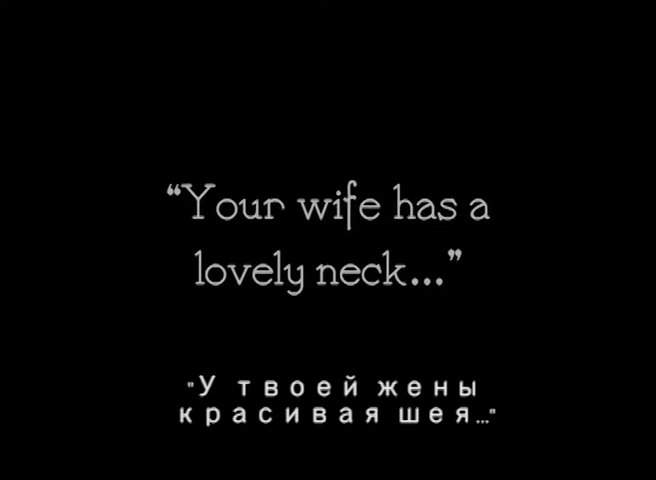 “Your wife has a
lovely neck...”
"У твоей жены
красивая шея..."